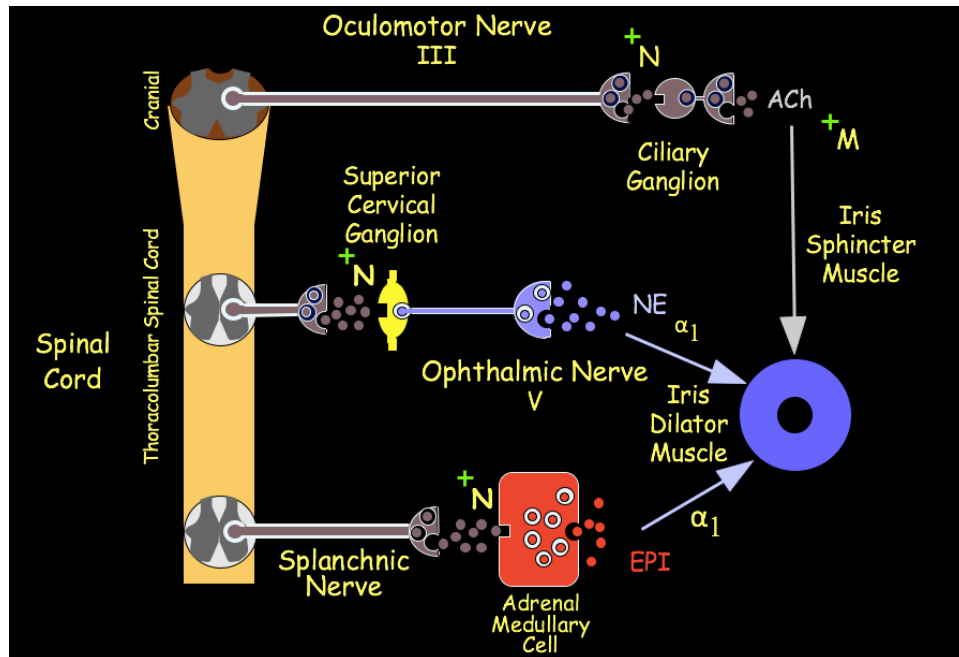 Oculomotor Nerve
III
+
N
ACh
+
M
Cranial
Ciliary
Ganglion
Superior
Cervical
Ganglion
+
N
Iris
Sphincter
Muscle
Thoracolumbar Spinal Cord
NE
α1
Spinal
Cord
Ophthalmic Nerve
V
Iris
Dilator
Muscle
+
N
α1
Splanchnic
Nerve
EPI
Adrenal
Medullary
Cell